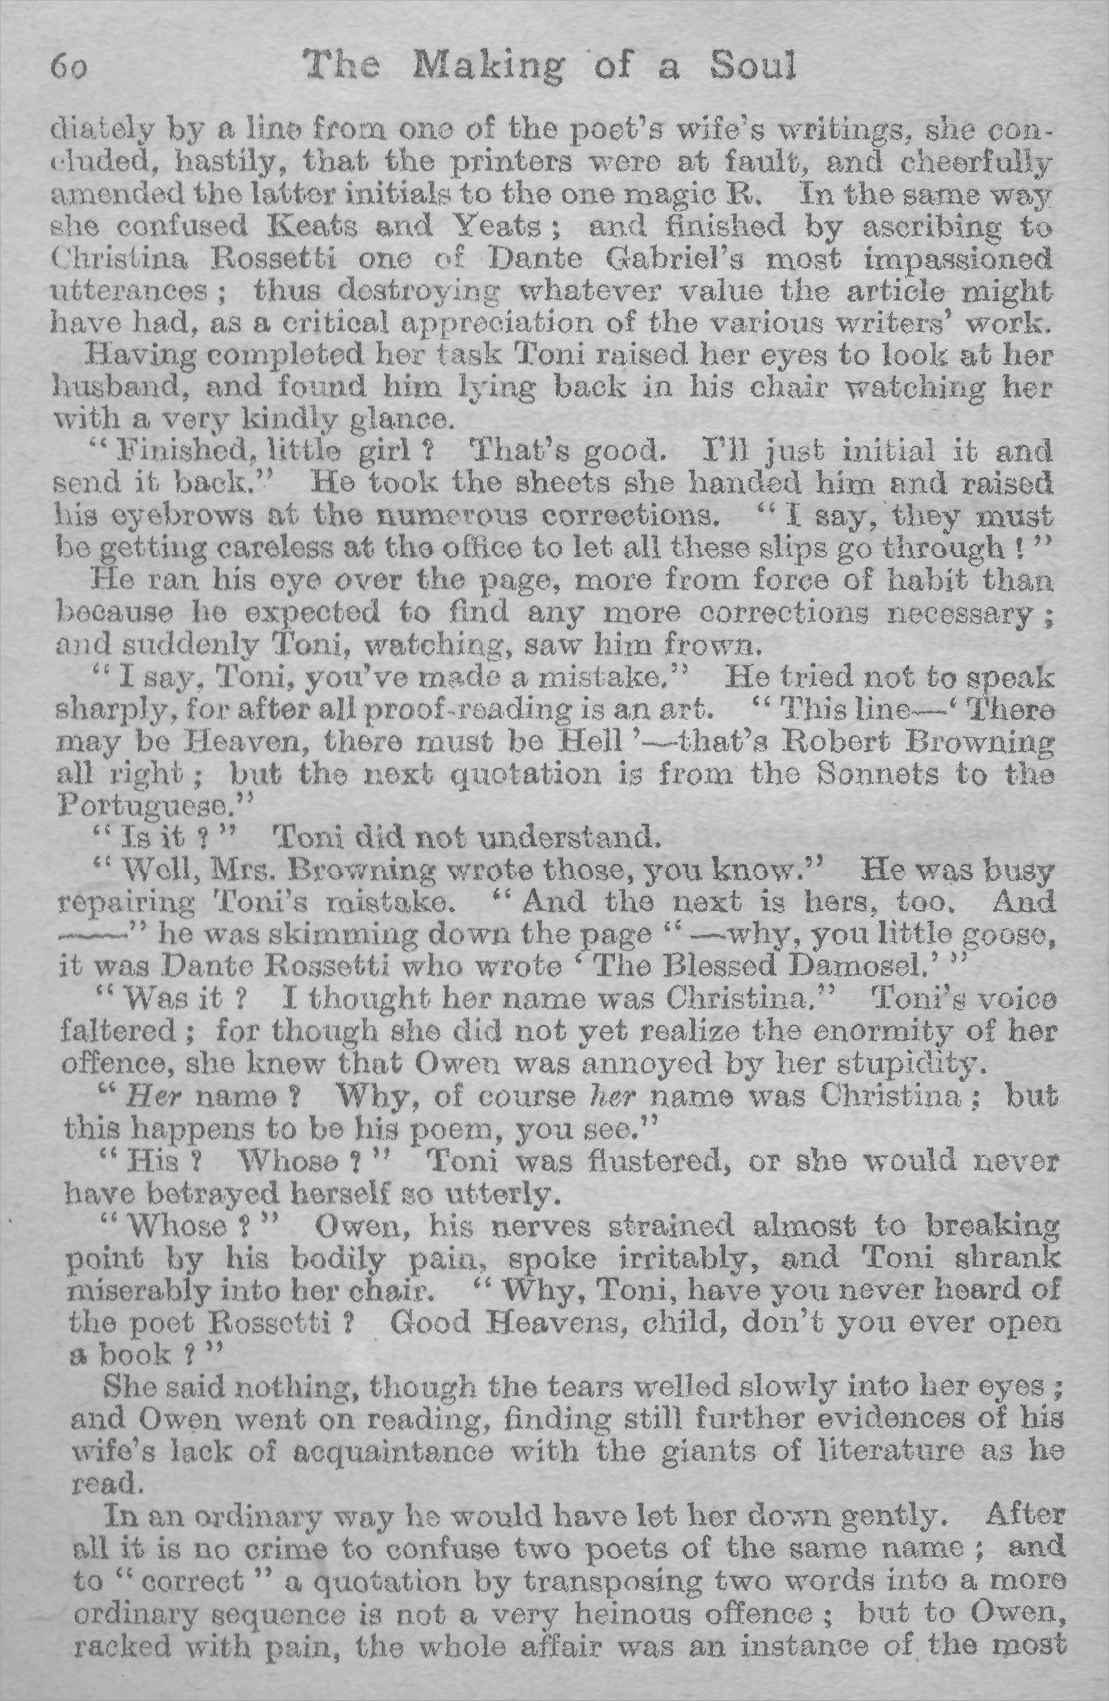 60 The Making of a Soul
diately by a line from one of the poet's wife's writings, she con-
cluded, hastily, that the printers were at fault, and cheerfully
amended the latter initials to the one magic R. In the same way
she confused Keats and Yeats ; and finished by ascribing to
Christina Rossetti one of Dante Gabriel's most impassioned
utterances ; thus destroying whatever value the article might
have had, as a critical appreciation of the various writers' work.
Having completed her task Toni raised her eyes to look at her
husband, and found him lying back in his chair watching her
with a very kindly glance.
“ Finished, little girl ? That's good. I'll just initial it and
send it back.” He took the sheets she handed him and raised
his eyebrows at the numerous corrections. “ I say, they must
be getting careless at the office to let all these slips go through ! ”
He ran his eye over the page, more from force of habit than
because he expected to find any more corrections necessary ;
and suddenly Toni, watching, saw him frown.
“ I say, Toni, you've made a mistake.” He tried not to speak
sharply, for after all proof-reading is an art. “ This line—‘ There
may be Heaven, there must be Hell ’—that's Robert Browning
all right ; but the next quotation is from the Sonnets to the
Portuguese.”
“ Is it ? ” Toni did not understand.
“ Well, Mrs. Browning wrote those, you know.” He was busy
repairing Toni's mistake. “ And the next is hers, too. And
——” he was skimming down the page “ —why, you little goose,
it was Dante Rossetti who wrote ‘ The Blessed Damosel.’ ”
“ Was it ? I thought her name was Christina.” Toni's voice
faltered ; for though she did not yet realize the enormity of her
offence, she knew that Owen was annoyed by her stupidity.
“ Her name ? Why, of course her name was Christina ; but
this happens to be his poem, you see.”
“ His ? Whose ? ” Toni was flustered, or she would never
have betrayed herself so utterly.
“ Whose ? ” Owen, his nerves strained almost to breaking
point by his bodily pain, spoke irritably, and Toni shrank
miserably into her chair. “ Why, Toni, have you never heard of
the poet Rossetti ? Good Heavens, child, don't you ever open
a book ? ”
She said nothing, though the tears welled slowly into her eyes ;
and Owen went on reading, finding still further evidences of his
wife's lack of acquaintance with the giants of literature as he
read.
In an ordinary way he would have let her down gently. After
all it is no crime to confuse two poets of the same name ; and
to “ correct ” a quotation by transposing two words into a more
ordinary sequence is not a very heinous offence ; but to Owen,
racked with pain, the whole affair was an instance of the most